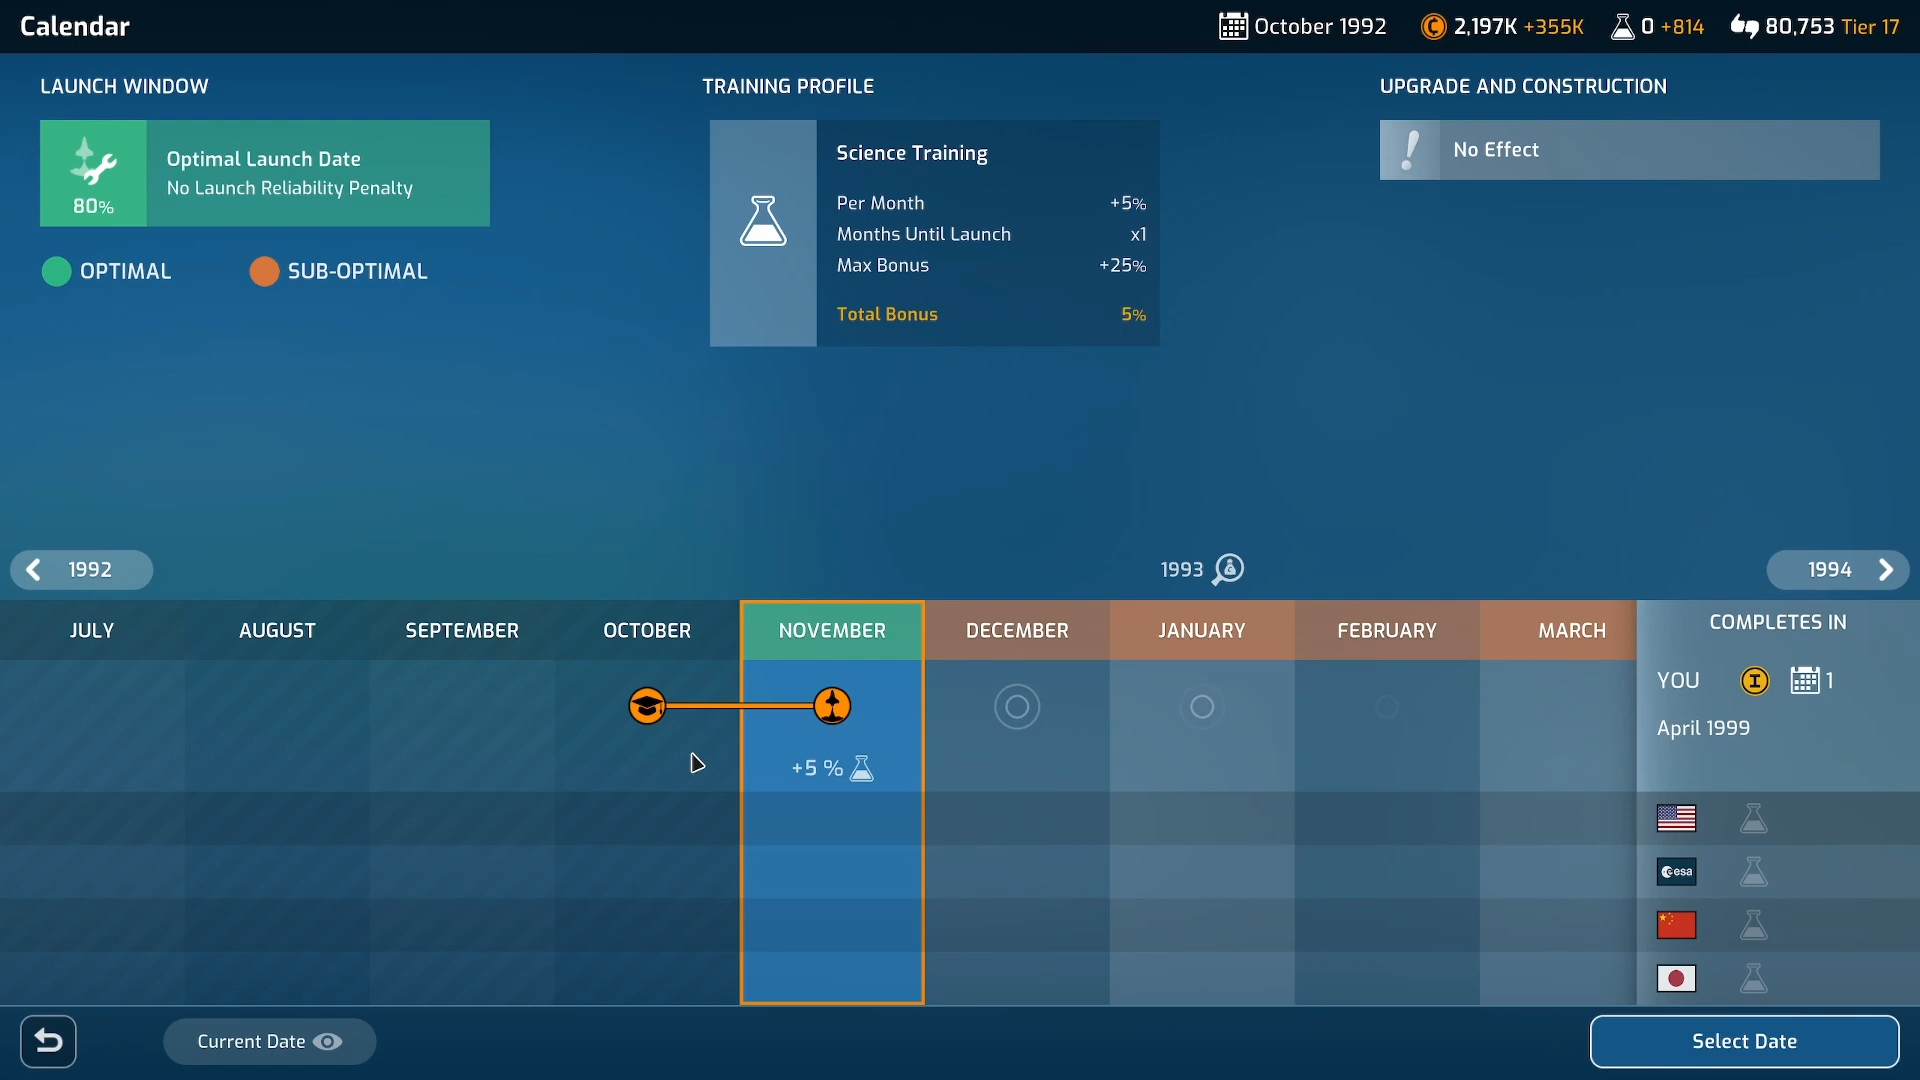 Calendar
October 1992
2,197K +355K
0 +814
80,753 Tier 17
LAUNCH WINDOW
80%
Optimal Launch Date
No Launch Reliability Penalty
OPTIMAL
SUB-OPTIMAL
TRAINING PROFILE
Science Training
Per Month +5%
Months Until Launch x1
Max Bonus +25%
Total Bonus 5%
UPGRADE AND CONSTRUCTION
No Effect
1992
1993
1994
JULY
AUGUST
SEPTEMBER
OCTOBER
NOVEMBER
DECEMBER
JANUARY
FEBRUARY
MARCH
+5 %
COMPLETES IN
YOU I 1
April 1999
esa
Current Date
Select Date